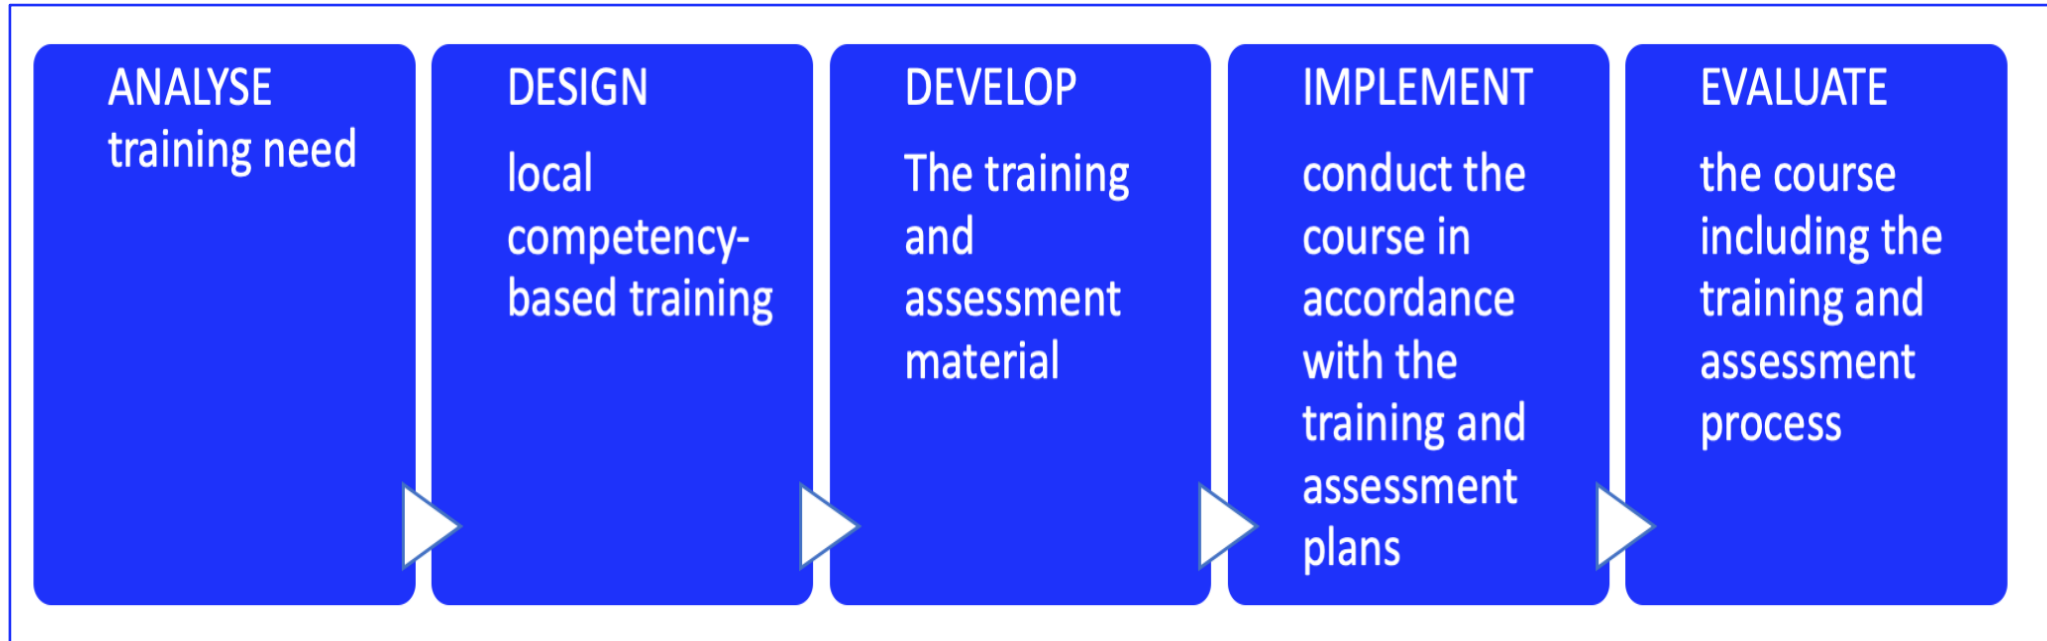 ANALYSE
training need
DESIGN
local
competency-
based training
DEVELOP
The training
and
assessment
material
IMPLEMENT
conduct the
course in
accordance
with the
training and
assessment
plans
EVALUATE
the course
including the
training and
assessment
process